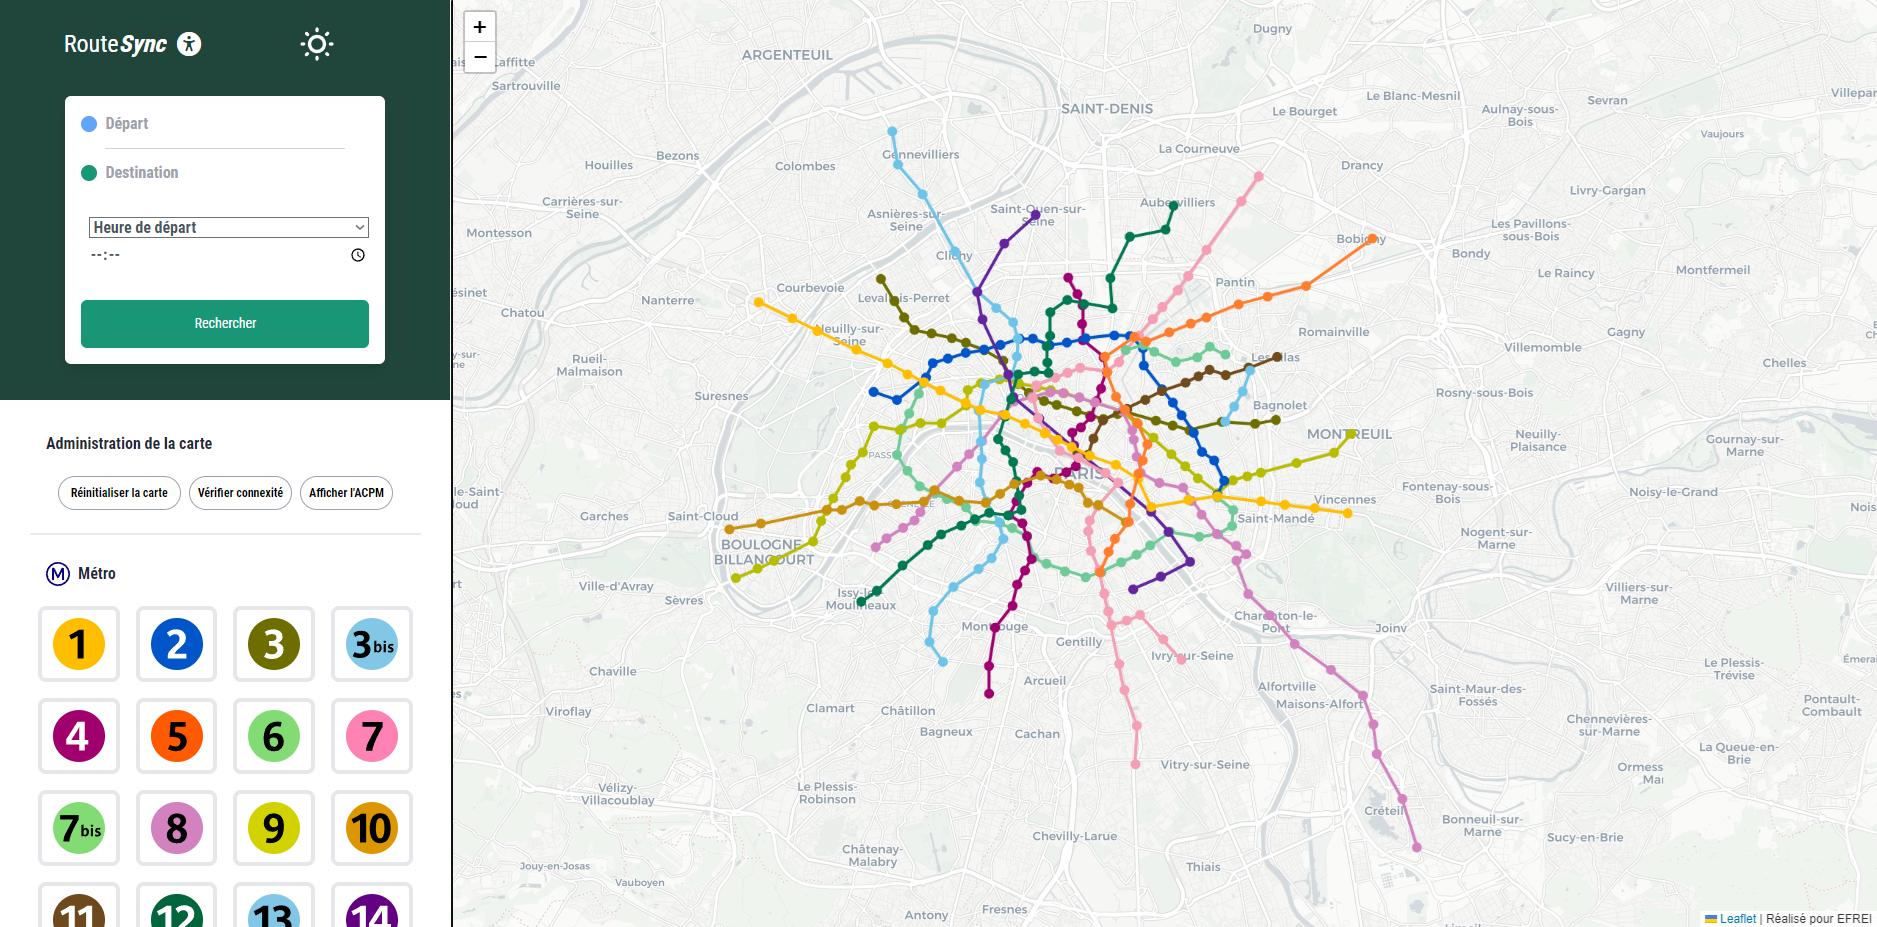 RouteSync
Départ
Destination
Heure de départ
--:--
Rechercher
Administration de la carte
Réinitialiser la carte
Vérifier connexité
Afficher l'ACPM
M Métro
1
2
3
3bis
4
5
6
7
7bis
8
9
10
11
12
13
14
+
−
Dugny
ARGENTEUIL
Laffitte
Sartrouville
SAINT-DENIS
Le Blanc-Mesnil
Le Bourget
Aulnay-sous-
Bois
Sevran
Villepar
Vaujours
Houilles
Bezons
Colombes
Gennevilliers
La Courneuve
Drancy
Livry-Gargan
Carrières-sur-
Seine
Asnières-sur-
Seine
Saint-Ouen-sur-
Seine
Aubervilliers
Montesson
Les Pavillons-
sous-Bois
Bobigny
Bondy
Clichy
Le Raincy
Montfermeil
Pantin
Courbevoie
Levallois-Perret
Nanterre
ésinet
Chatou
Neuilly-sur-
Seine
Romainville
Gagny
Villemomble
Chelles
Rueil-
Malmaison
Les Lilas
Suresnes
Rosny-sous-Bois
Bagnolet
MONTREUIL
Neuilly-
Plaisance
Gournay-sur-
Marne
PASS
PARIS
Noisy-le-Grand
Fontenay-sous-
Bois
Vincennes
Nois
le-Saint-
loud
Garches
Saint-Cloud
Saint-Mandé
BOULOGNE
BILLANCOURT
Nogent-sur-
Marne
Ville-d'Avray
Sèvres
Issy-les-
Moulineaux
Villiers-sur-
Marne
Charenton-le-
Pont
Joinv
Montrouge
Gentilly
Ivry-sur-Seine
Chaville
Arcueil
Le Plessis-
Trévise
Émerai
Alfortville
Maisons-Alfort
Saint-Maur-des-
Fossés
Pontault-
Combault
Viroflay
Clamart
Châtillon
Bagneux
Cachan
Chennevières-
sur-Marne
La Queue-en-
Brie
Vitry-sur-Seine
Ormess
Mar
Vélizy-
Villacoublay
Le Plessis-
Robinson
Créteil
Bonneuil-sur-
Marne
Chevilly-Larue
Sucy-en-Brie
Châtenay-
Malabry
Jouy-en-Josas
Vauboyen
Thiais
Antony
Fresnes
Leaflet | Réalisé pour EFREI